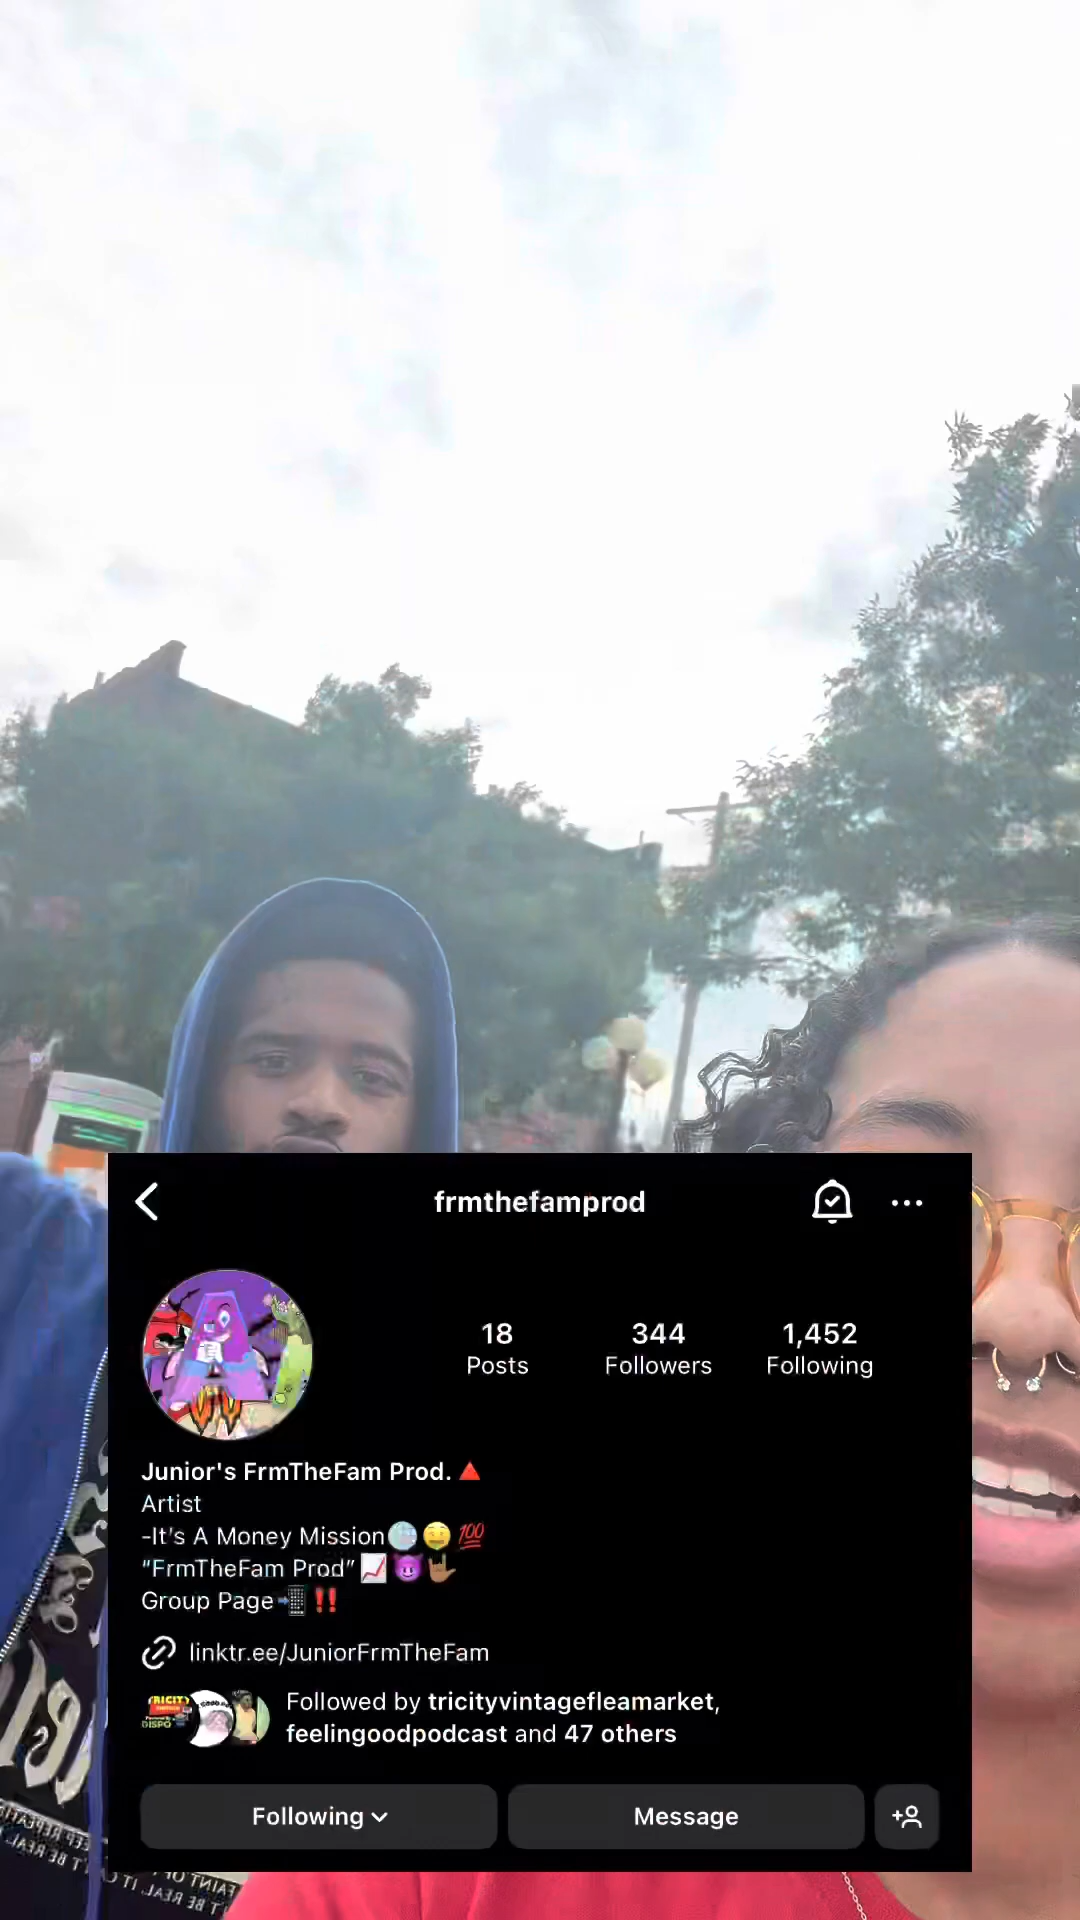 frmthefamprod
18
Posts
344
Followers
1,452
Following
Junior's FrmTheFam Prod.🔺
Artist
-It's A Money Mission💿🤑💯
“FrmTheFam Prod”📈😈🤘🏾
Group Page📲‼️
linktr.ee/JuniorFrmTheFam
Followed by tricityvintagefleamarket,
feelingoodpodcast and 47 others
Following
Message